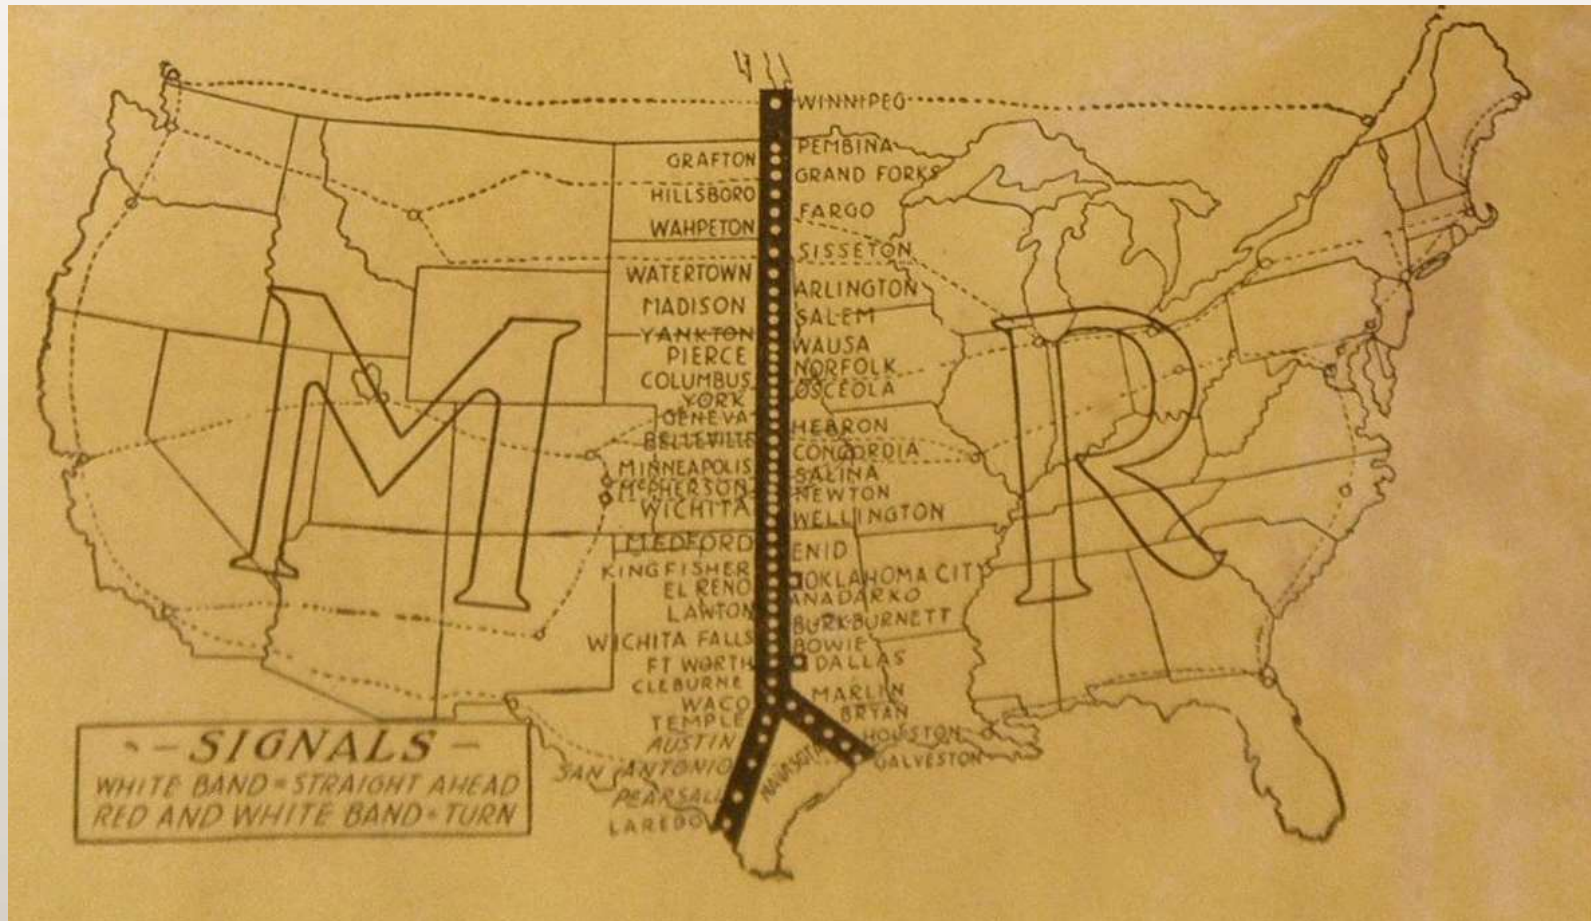 WINNIPEG
PEMBINA
GRAFTON
GRAND FORKS
HILLSBORO
FARGO
WAHPETON
SISSETON
WATERTOWN
ARLINGTON
MADISON
SALEM
YANKTON
WAUSA
PIERCE
NORFOLK
COLUMBUS
OSCEOLA
YORK
GENEVA
HEBRON
BELLEVILLE
CONCORDIA
MINNEAPOLIS
SALINA
McPHERSON
NEWTON
WICHITA
WELLINGTON
MEDFORD
ENID
KINGFISHER
OKLAHOMA CITY
EL RENO
ANADARKO
LAWTON
BURKBURNETT
WICHITA FALLS
BOWIE
FT WORTH
DALLAS
CLEBURNE
MARLIN
WACO
BRYAN
TEMPLE
HOUSTON
AUSTIN
NAVASOTA
GALVESTON
SAN ANTONIO
PEARSALL
LAREDO
M R
- SIGNALS -
WHITE BAND = STRAIGHT AHEAD
RED AND WHITE BAND = TURN